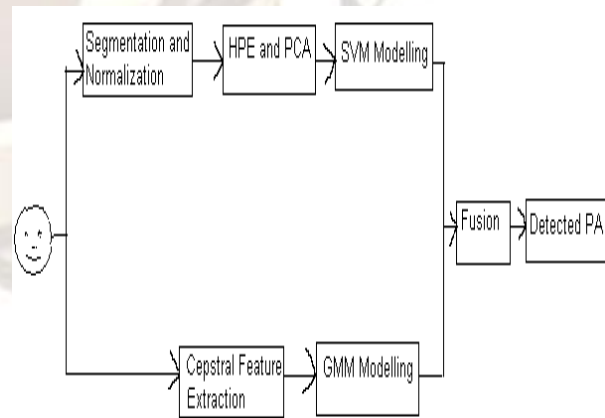 Segmentation and
Normalization
HPE and PCA
SVM Modelling
Fusion
Detected PA
Cepstral Feature
Extraction
GMM Modelling